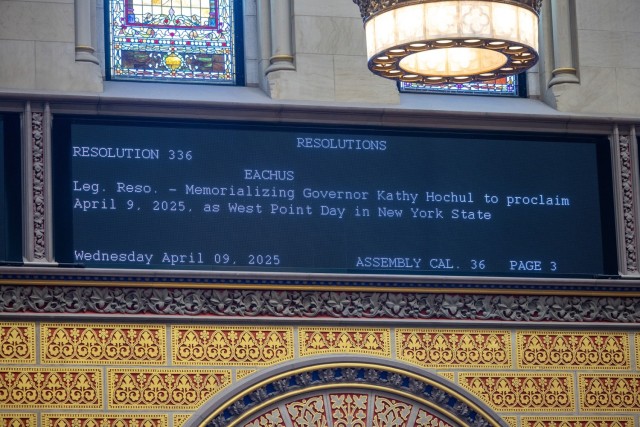 RESOLUTIONS
RESOLUTION 336
EACHUS
Leg. Reso. - Memorializing Governor Kathy Hochul to proclaim
April 9, 2025, as West Point Day in New York State
Wednesday April 09, 2025 ASSEMBLY CAL. 36 PAGE 3